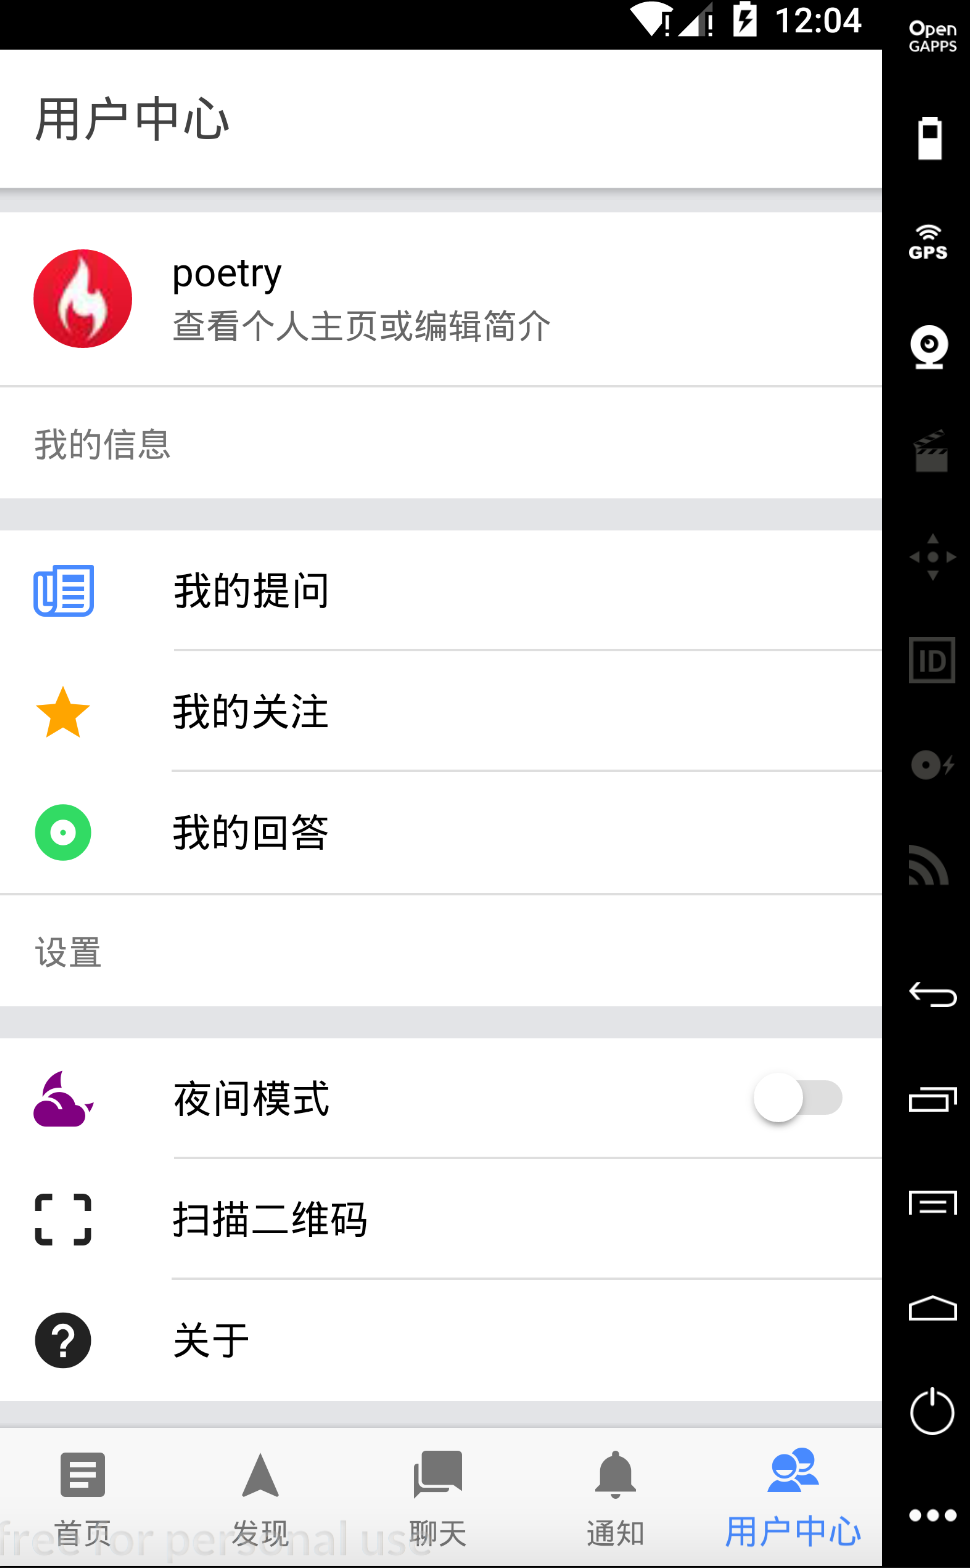 12:04
Open
GAPPS
用户中心
poetry
查看个人主页或编辑简介
GPS
我的信息
我的提问
我的关注
ID
我的回答
设置
夜间模式
扫描二维码
关于
首页
发现
聊天
通知
用户中心
free for personal use